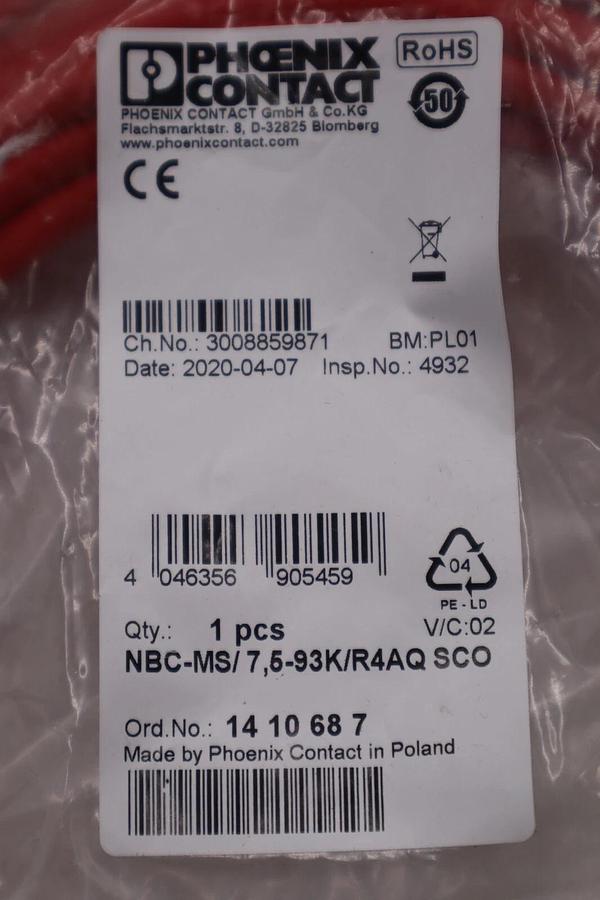 PHŒNIX
CONTACT
RoHS
50
PHOENIX CONTACT GmbH & Co.KG
Flachsmarktstr. 8, D-32825 Blomberg
www.phoenixcontact.com
CE
Ch.No.: 3008859871 BM:PL01
Date: 2020-04-07 Insp.No.: 4932
4 046356 905459
04
PE-LD
Qty.: 1 pcs V/C:02
NBC-MS/ 7,5-93K/R4AQ SCO
Ord.No.: 14 10 68 7
Made by Phoenix Contact in Poland